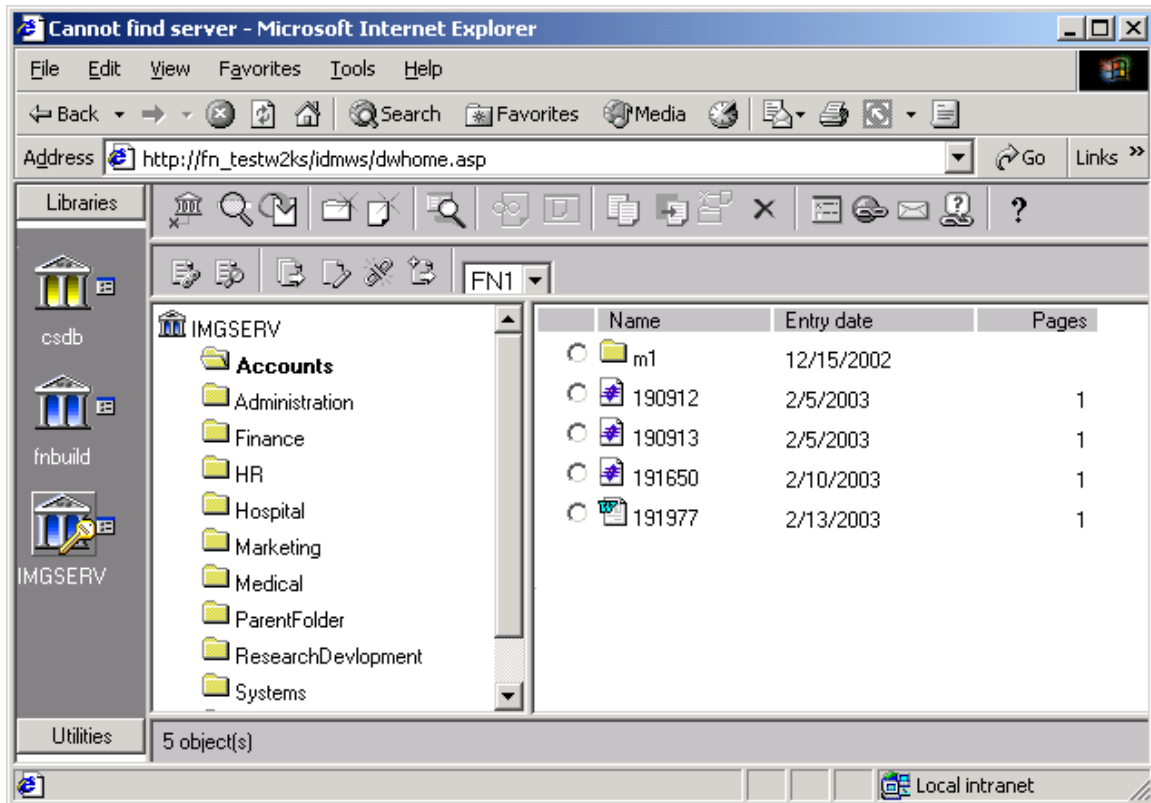 Cannot find server - Microsoft Internet Explorer
File Edit View Favorites Tools Help
Back Search Favorites Media
Address http://fn_testw2ks/idmws/dwhome.asp Go Links »
Libraries
?
FN1
csdb
fnbuild
IMGSERV
Utilities
IMGSERV
Accounts
Administration
Finance
HR
Hospital
Marketing
Medical
ParentFolder
ResearchDevlopment
Systems
Name Entry date Pages
m1 12/15/2002
190912 2/5/2003 1
190913 2/5/2003 1
191650 2/10/2003 1
191977 2/13/2003 1
5 object(s)
Local intranet